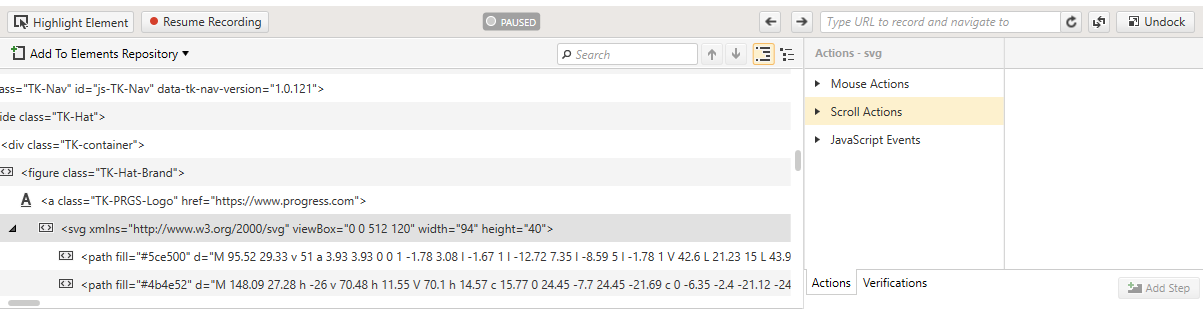 Highlight Element Resume Recording PAUSED Type URL to record and navigate to Undock
Add To Elements Repository Search Actions - svg
ass="TK-Nav" id="js-TK-Nav" data-tk-nav-version="1.0.121"> Mouse Actions
ide class="TK-Hat"> Scroll Actions
<div class="TK-container"> JavaScript Events
<figure class="TK-Hat-Brand">
A <a class="TK-PRGS-Logo" href="https://www.progress.com">
<svg xmlns="http://www.w3.org/2000/svg" viewBox="0 0 512 120" width="94" height="40">
<path fill="#5ce500" d="M 95.52 29.33 v 51 a 3.93 3.93 0 0 1 -1.78 3.08 l -1.67 1 l -12.72 7.35 l -8.59 5 l -1.78 1 V 42.6 L 21.23 15 L 43.9
<path fill="#4b4e52" d="M 148.09 27.28 h -26 v 70.48 h 11.55 V 70.1 h 14.57 c 15.77 0 24.45 -7.7 24.45 -21.69 c 0 -6.35 -2.4 -21.12 -24
Actions Verifications Add Step